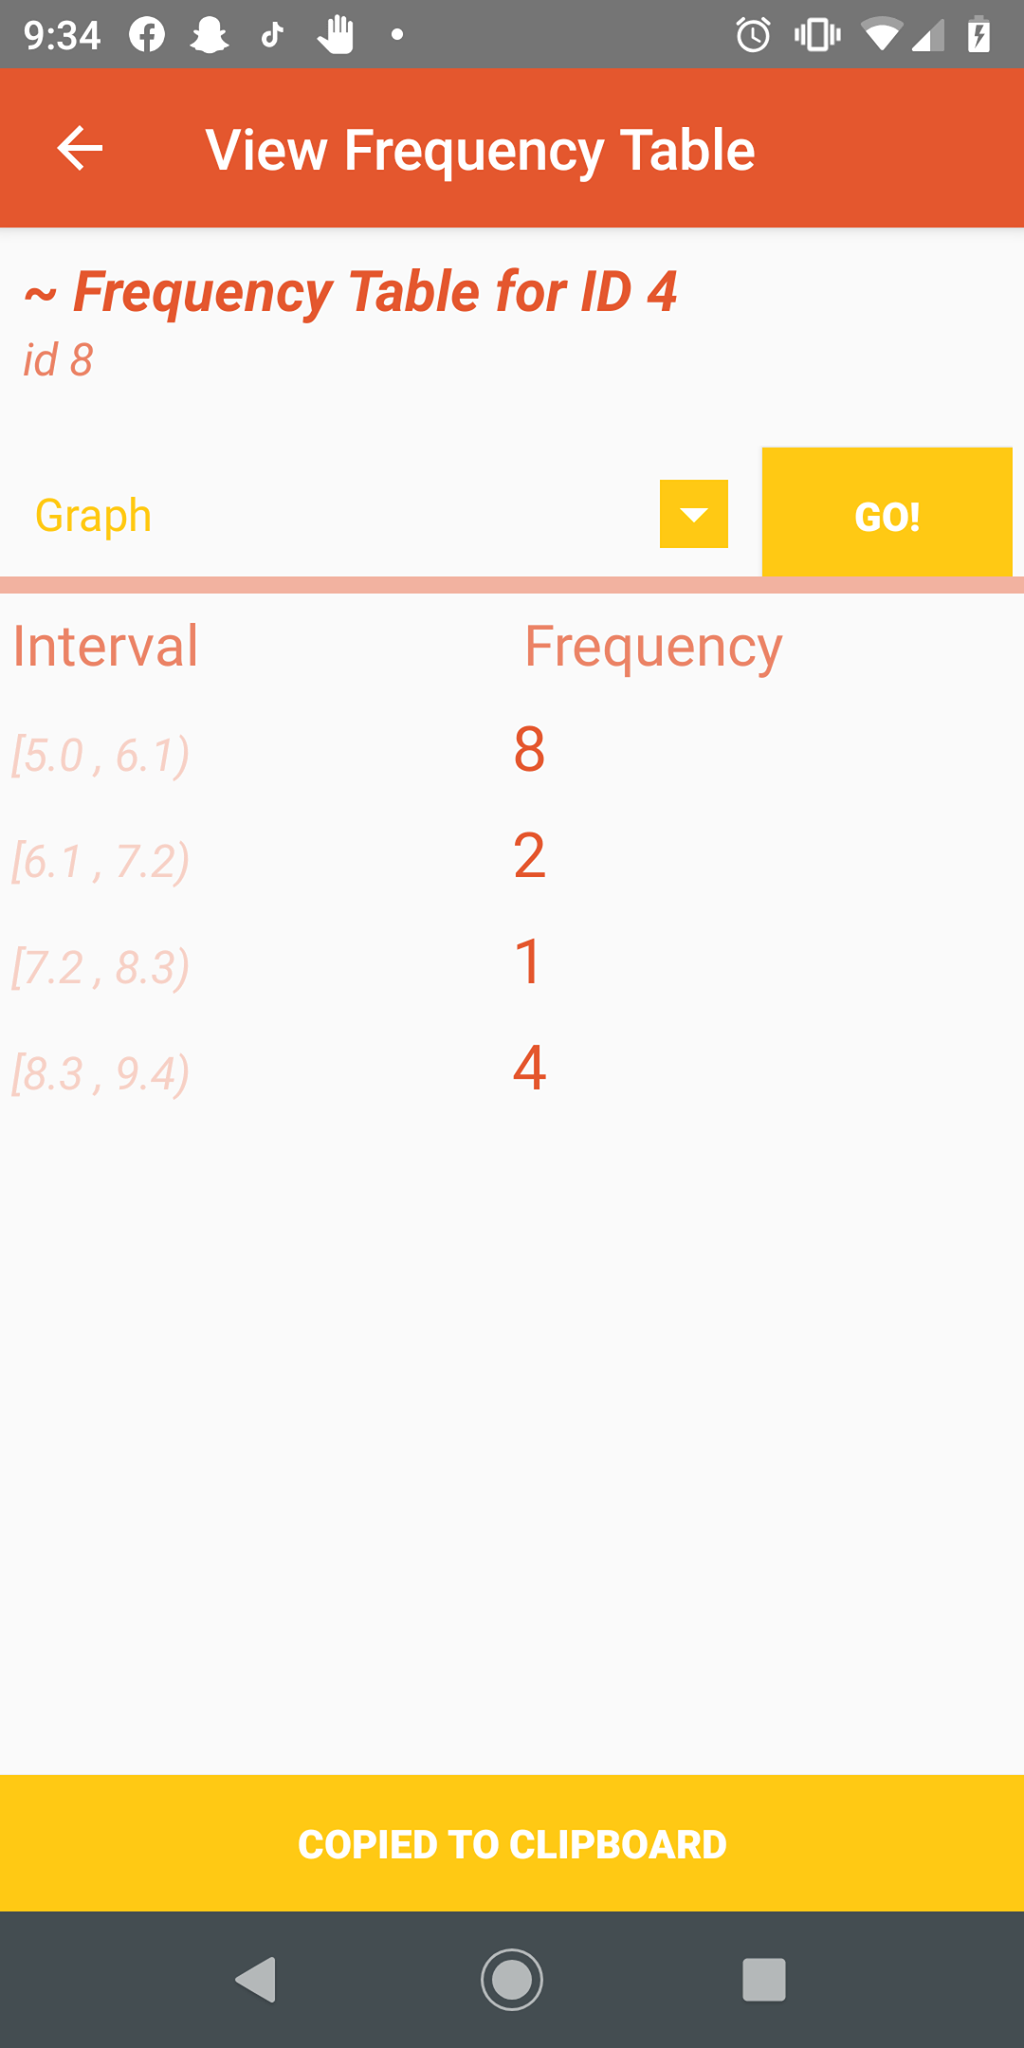 9:34
View Frequency Table
~ Frequency Table for ID 4
id 8
Graph
GO!
Interval Frequency
[5.0 , 6.1) 8
[6.1 , 7.2) 2
[7.2 , 8.3) 1
[8.3 , 9.4) 4
COPIED TO CLIPBOARD